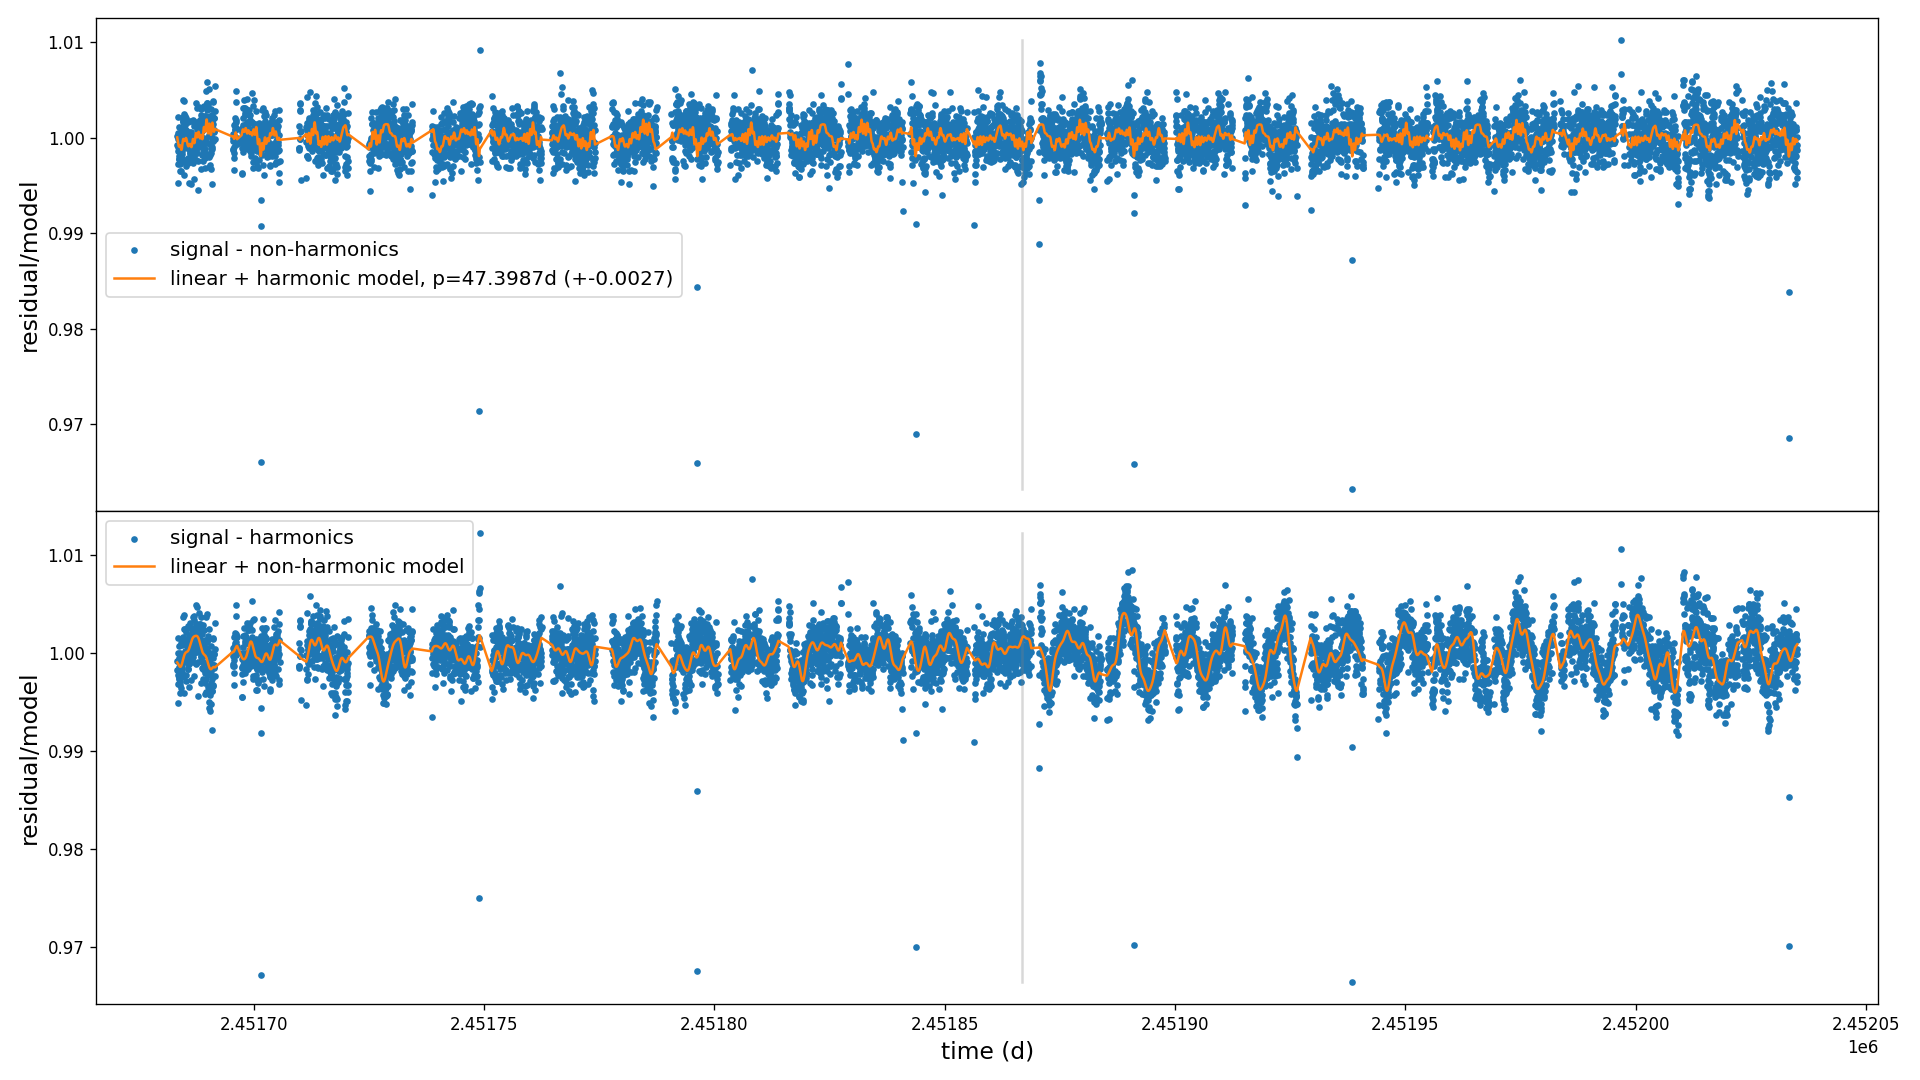 1.01
1.00
0.99
0.98
0.97
residual/model
signal - non-harmonics
linear + harmonic model, p=47.3987d (+-0.0027)
1.01
1.00
0.99
0.98
0.97
residual/model
signal - harmonics
linear + non-harmonic model
2.45170
2.45175
2.45180
2.45185
2.45190
2.45195
2.45200
2.45205
1e6
time (d)